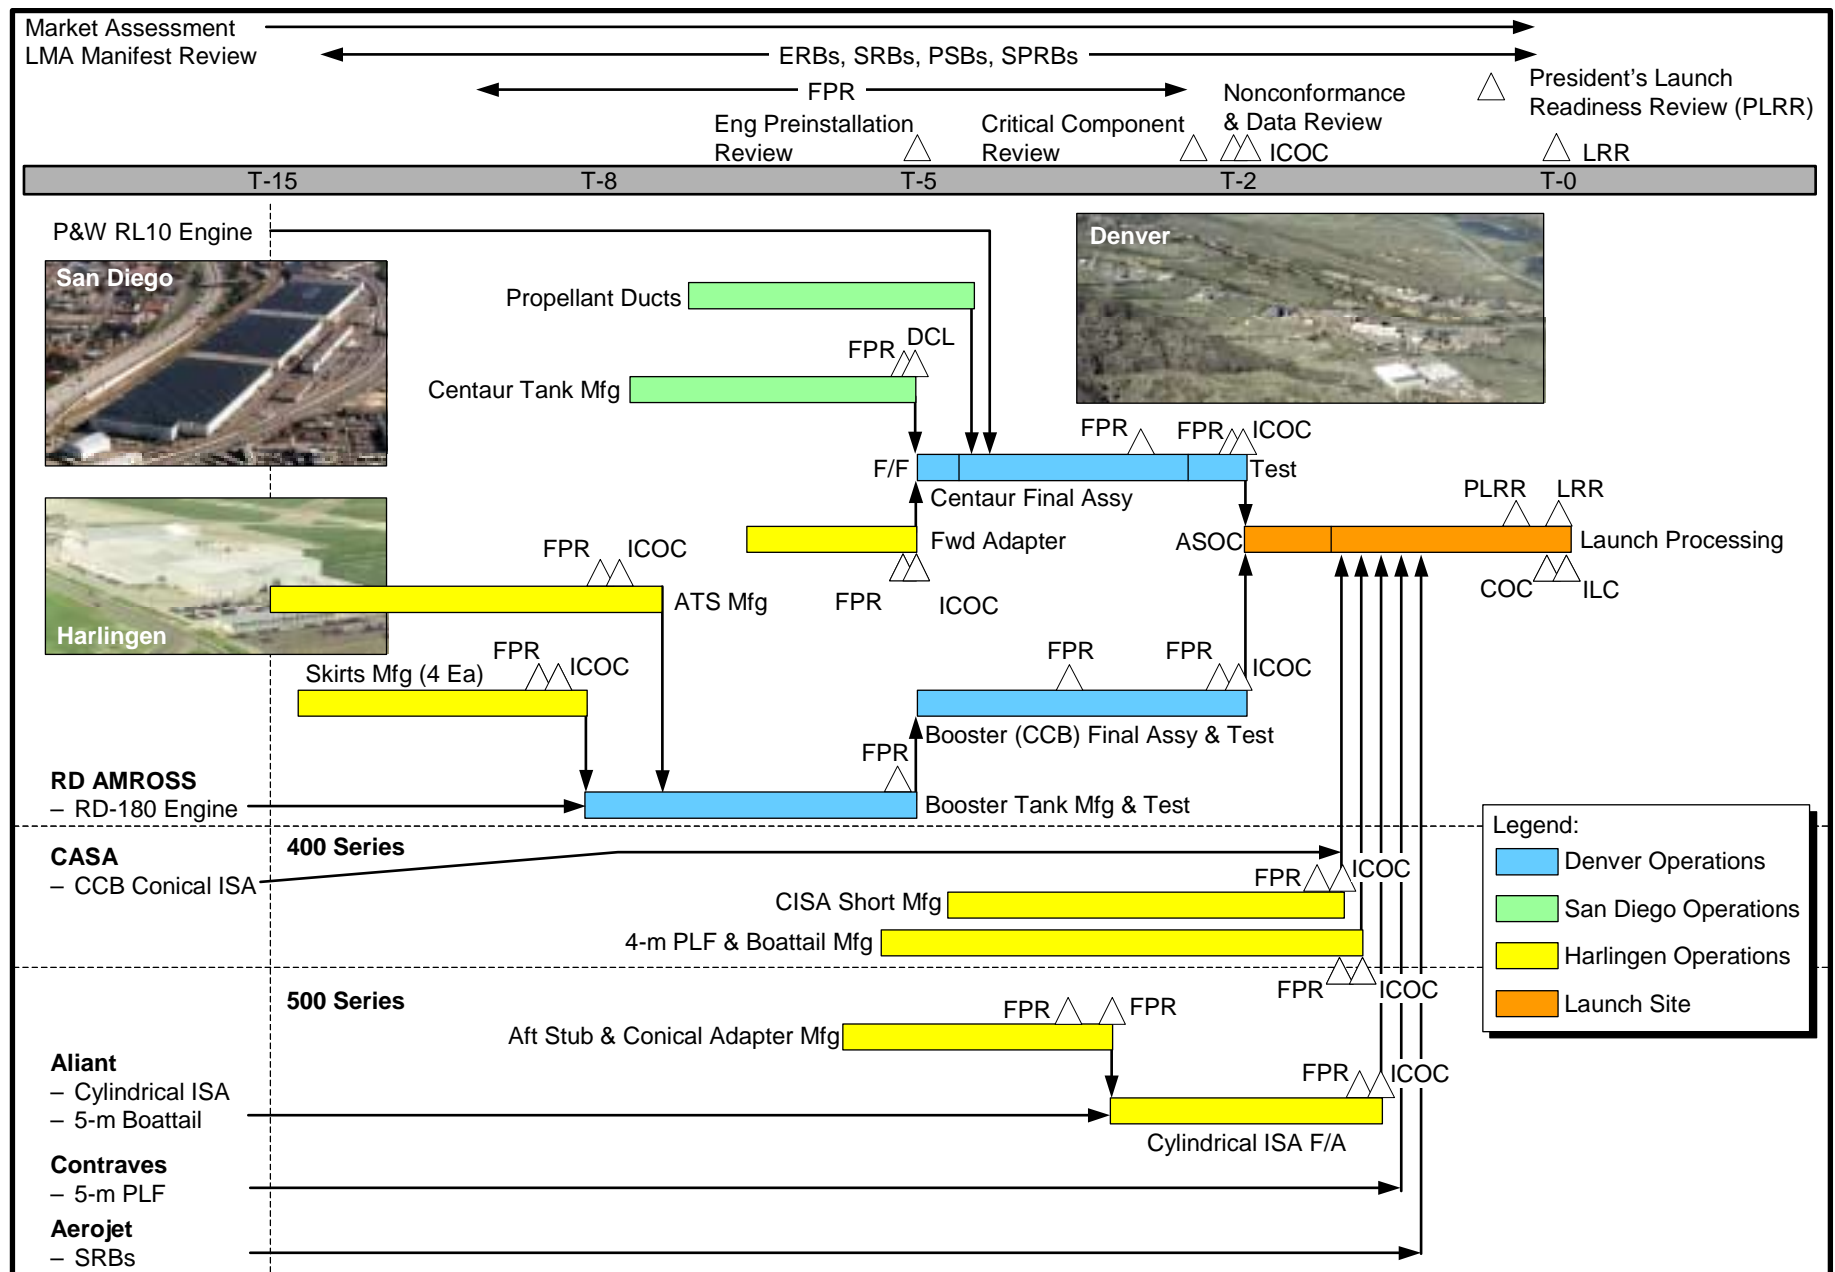 Market Assessment
LMA Manifest Review
ERBs, SRBs, PSBs, SPRBs
FPR
President's Launch
Readiness Review (PLRR)
Nonconformance
& Data Review
ICOC
Eng Preinstallation
Review
Critical Component
Review
LRR
T-15
T-8
T-5
T-2
T-0
P&W RL10 Engine
San Diego
Denver
Propellant Ducts
FPR
DCL
Centaur Tank Mfg
FPR
FPR
ICOC
F/F
Test
Centaur Final Assy
PLRR
LRR
Fwd Adapter
ASOC
Launch Processing
FPR
ICOC
COC
ILC
FPR
ICOC
ATS Mfg
Harlingen
FPR
ICOC
Skirts Mfg (4 Ea)
FPR
FPR
ICOC
Booster (CCB) Final Assy & Test
FPR
RD AMROSS
– RD-180 Engine
Booster Tank Mfg & Test
400 Series
CASA
– CCB Conical ISA
FPR
ICOC
CISA Short Mfg
4-m PLF & Boattail Mfg
FPR
ICOC
Legend:
Denver Operations
San Diego Operations
Harlingen Operations
Launch Site
500 Series
FPR
FPR
Aft Stub & Conical Adapter Mfg
Aliant
– Cylindrical ISA
– 5-m Boattail
FPR
ICOC
Cylindrical ISA F/A
Contraves
– 5-m PLF
Aerojet
– SRBs